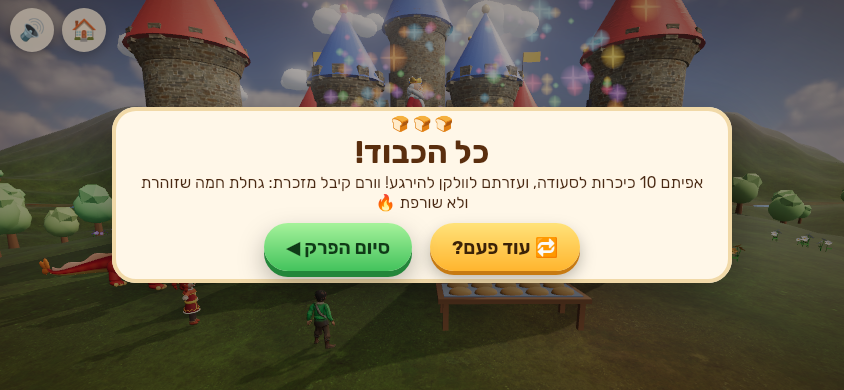 🍞🍞🍞
כל הכבוד!
אפיתם 10 כיכרות לסעודה, ועזרתם לוולקן להירגע! וורם קיבל מזכרת: גחלת חמה שזוהרת
ולא שורפת 🔥
🔁 עוד פעם?
סיום הפרק ◀